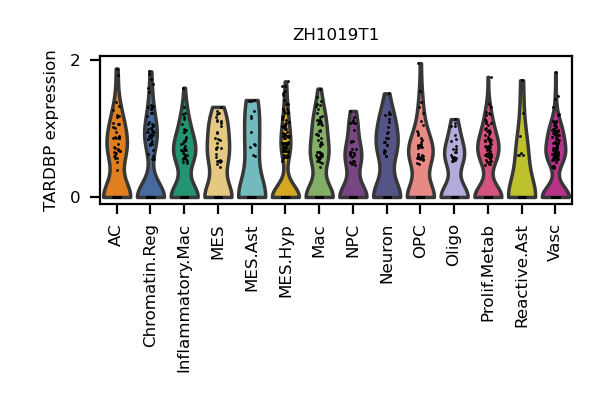 ZH1019T1
TARDBP expression
2
0
AC
Chromatin.Reg
Inflammatory.Mac
MES
MES.Ast
MES.Hyp
Mac
NPC
Neuron
OPC
Oligo
Prolif.Metab
Reactive.Ast
Vasc